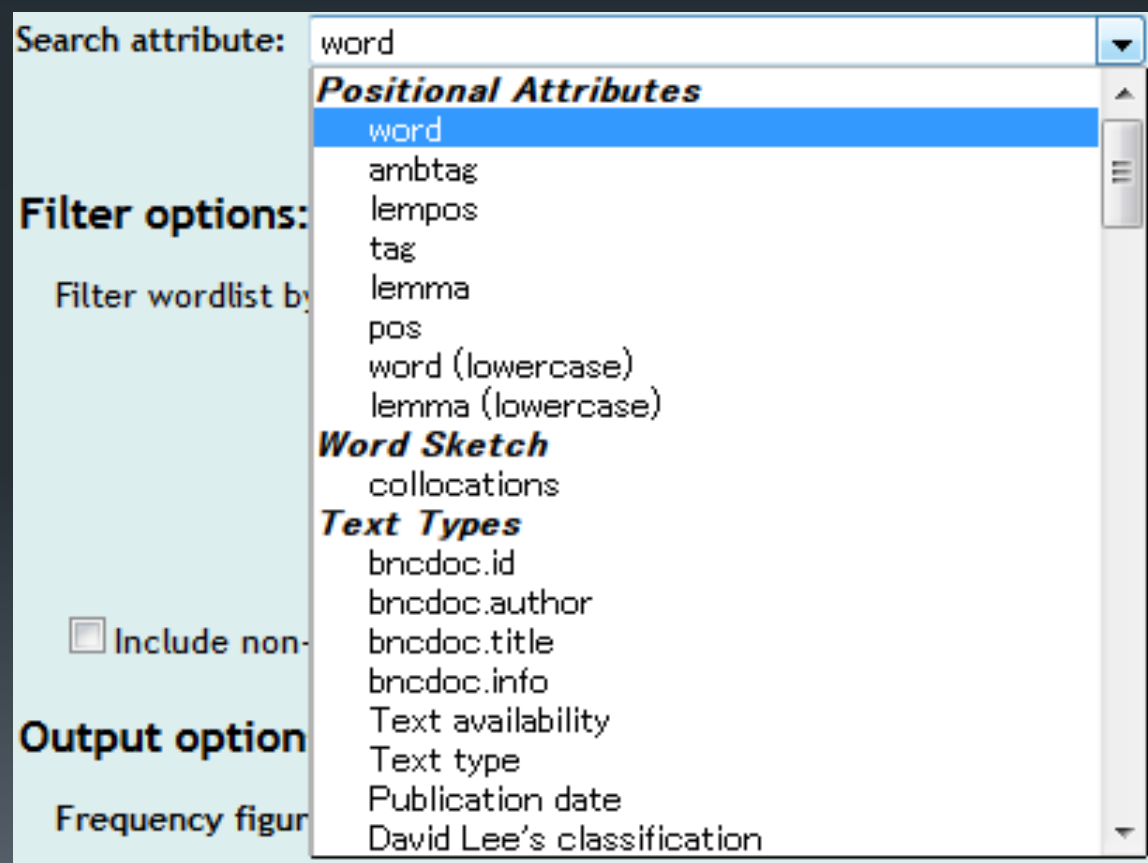 Search attribute: word
Positional Attributes
word
ambtag
lempos
Filter options:
tag
lemma
Filter wordlist by
pos
word (lowercase)
lemma (lowercase)
Word Sketch
collocations
Text Types
bncdoc.id
bncdoc.author
Include non-
bncdoc.title
bncdoc.info
Text availability
Output option
Text type
Publication date
Frequency figur
David Lee's classification